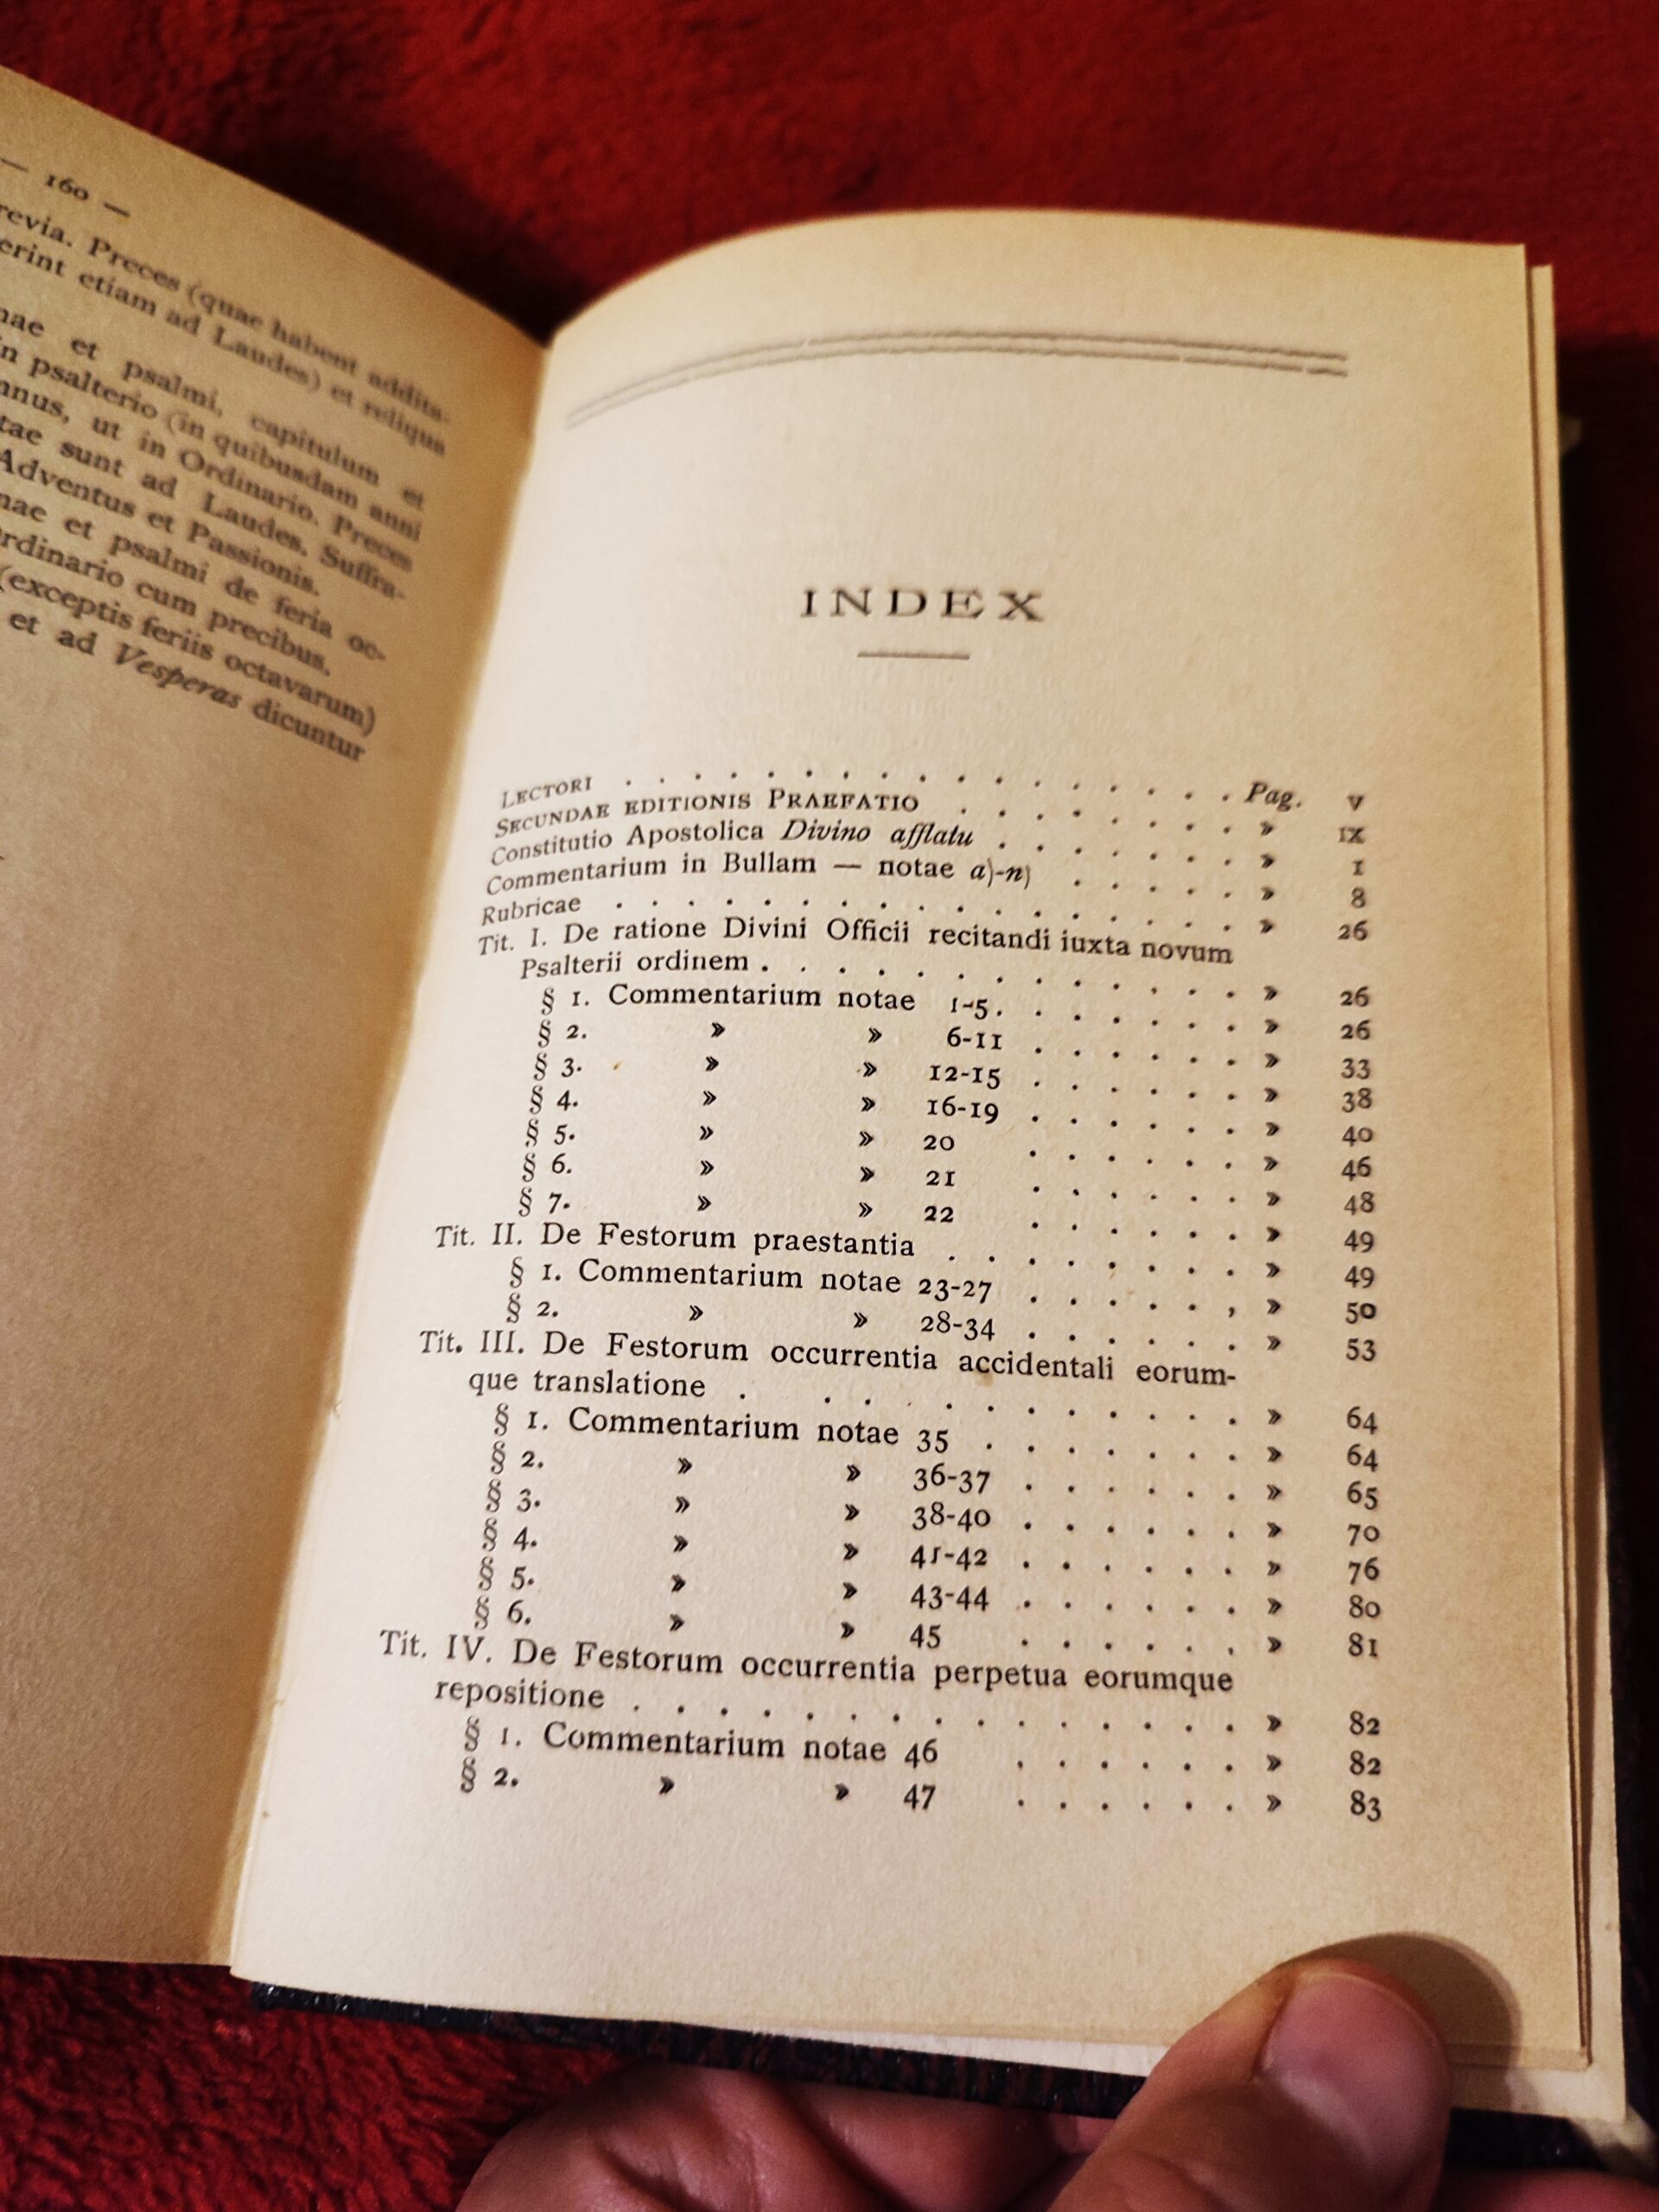 — 160 —
Preces (quae habent addita-
etiam ad Laudes) et reliqua
et psalmi, capitulum et
psalterio (in quibusdam anni
ut in Ordinario. Preces
sunt ad Laudes. Suffra-
Adventus et Passionis.
et psalmi de feria oc-
cum precibus.
(exceptis feriis octavarum)
et ad Vesperas dicuntur
INDEX
LECTORI . . . . . . . . . . . . . . . . Pag. V
SECUNDAE EDITIONIS PRAEFATIO . . . . . . . . » IX
Constitutio Apostolica Divino afflatu . . . . . . . » 1
Commentarium in Bullam — notae a)-n) . . . . . » 8
Rubricae . . . . . . . . . . . . . . . . » 26
Tit. I. De ratione Divini Officii recitandi iuxta novum
Psalterii ordinem . . . . . . . . . . . . . » 26
§ 1. Commentarium notae 1-5. . . . . . . . » 26
§ 2. » » 6-11 . . . . . . » 33
§ 3. » » 12-15 . . . . . . » 38
§ 4. » » 16-19 . . . . . . » 40
§ 5. » » 20 . . . . . . » 46
§ 6. » » 21 . . . . . . » 48
§ 7. » » 22 . . . . . . » 49
Tit. II. De Festorum praestantia . . . . . . . . » 49
§ 1. Commentarium notae 23-27 . . . . . , » 50
§ 2. » » 28-34 . . . . . . » 53
Tit. III. De Festorum occurrentia accidentali eorum-
que translatione . . . . . . . . . . . » 64
§ 1. Commentarium notae 35 . . . . . . . » 64
§ 2. » » 36-37 . . . . . . » 65
§ 3. » » 38-40 . . . . . . » 70
§ 4. » » 41-42 . . . . . . » 76
§ 5. » » 43-44 . . . . . . » 80
§ 6. » » 45 . . . . . . » 81
Tit. IV. De Festorum occurrentia perpetua eorumque
repositione . . . . . . . . . . . . . . . » 82
§ 1. Commentarium notae 46 . . . . . . » 82
§ 2. » » 47 . . . . . . » 83